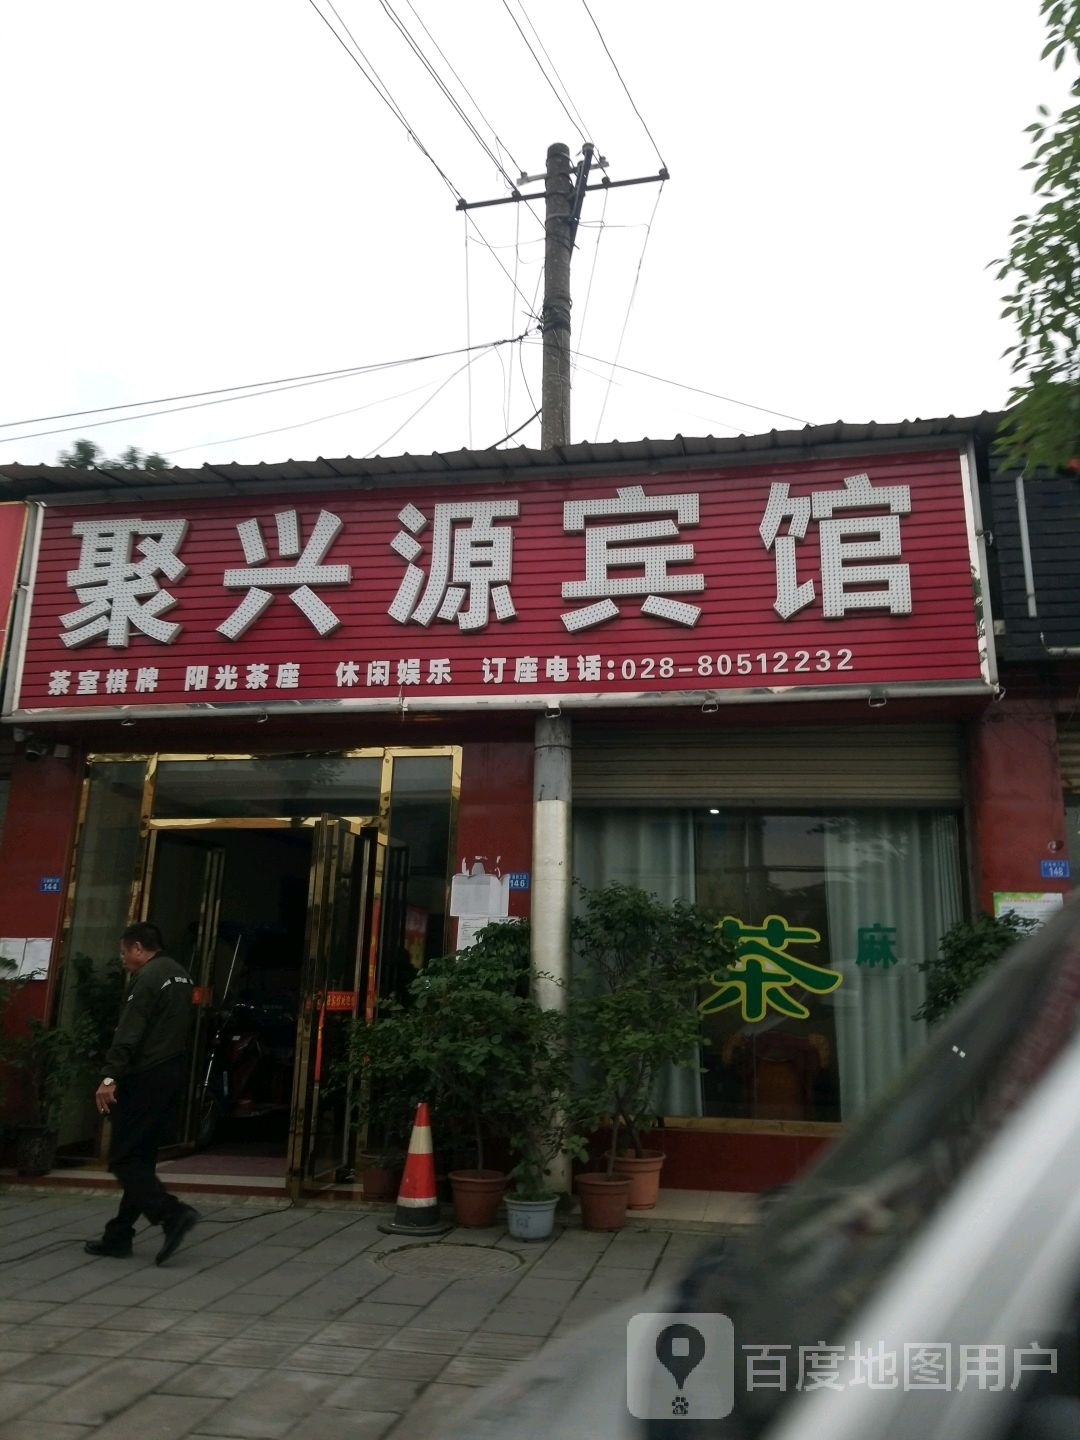 聚兴源宾馆
茶室棋牌 阳光茶座 休闲娱乐 订座电话:028-80512232
144
146
148
茶
麻
百度地图用户